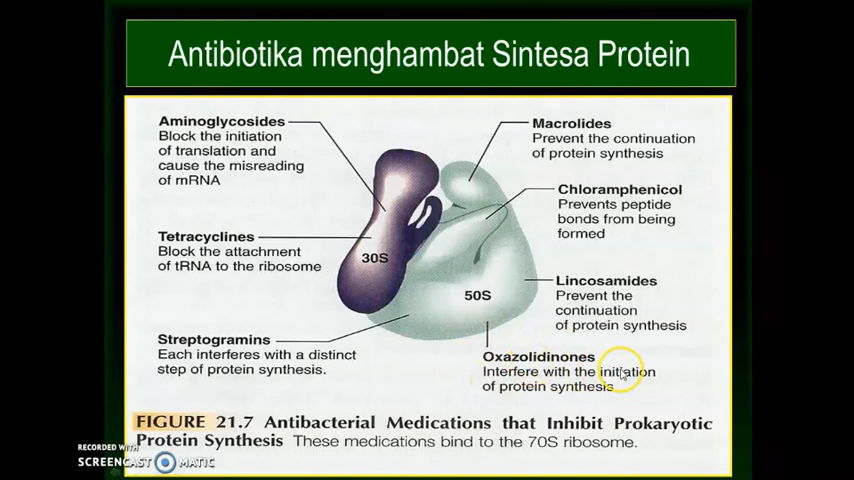 Antibiotika menghambat Sintesa Protein
Aminoglycosides
Block the initiation
of translation and
cause the misreading
of mRNA
Tetracyclines
Block the attachment
of tRNA to the ribosome
Streptogramins
Each interferes with a distinct
step of protein synthesis.
30S
50S
Macrolides
Prevent the continuation
of protein synthesis
Chloramphenicol
Prevents peptide
bonds from being
formed
Lincosamides
Prevent the
continuation
of protein synthesis
Oxazolidinones
Interfere with the initiation
of protein synthesis
FIGURE 21.7 Antibacterial Medications that Inhibit Prokaryotic
Protein Synthesis These medications bind to the 70S ribosome.
RECORDED WITH
SCREENCAST MATIC